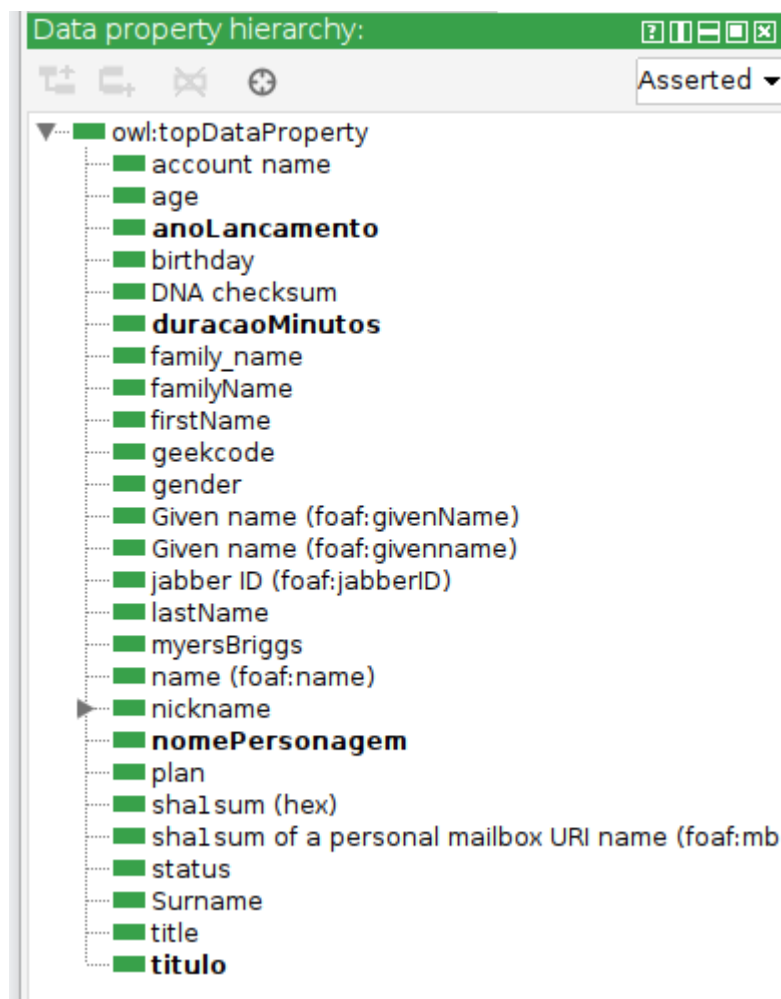 Data property hierarchy:
Asserted
owl:topDataProperty
account name
age
anoLancamento
birthday
DNA checksum
duracaoMinutos
family_name
familyName
firstName
geekcode
gender
Given name (foaf:givenName)
Given name (foaf:givenname)
jabber ID (foaf:jabberID)
lastName
myersBriggs
name (foaf:name)
nickname
nomePersonagem
plan
sha1sum (hex)
sha1sum of a personal mailbox URI name (foaf:mb
status
Surname
title
titulo